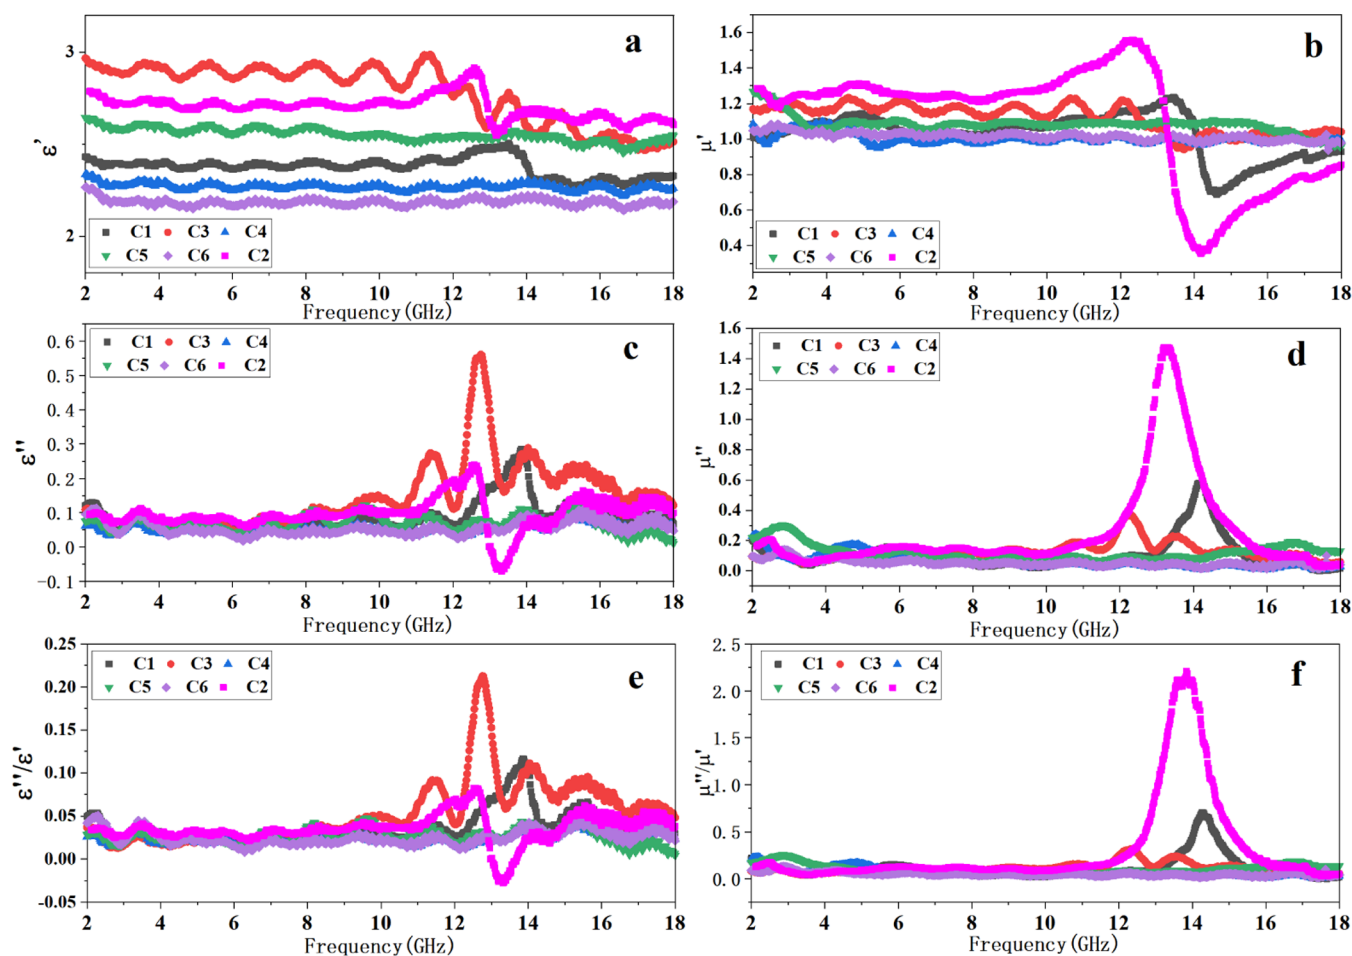 a
3
2
ε'
C1 C3 C4
C5 C6 C2
2 4 6 8 10 12 14 16 18
Frequency(GHz)
b
1.6
1.4
1.2
1.0
0.8
0.6
0.4
μ'
C1 C3 C4
C5 C6 C2
2 4 6 8 10 12 14 16 18
Frequency(GHz)
c
0.6
0.5
0.4
0.3
0.2
0.1
0.0
−0.1
ε''
C1 C3 C4
C5 C6 C2
2 4 6 8 10 12 14 16 18
Frequency(GHz)
d
1.6
1.4
1.2
1.0
0.8
0.6
0.4
0.2
0.0
μ''
C1 C3 C4
C5 C6 C2
2 4 6 8 10 12 14 16 18
Frequency(GHz)
e
0.25
0.20
0.15
0.10
0.05
0.00
-0.05
ε''/ε'
C1 C3 C4
C5 C6 C2
2 4 6 8 10 12 14 16 18
Frequency(GHz)
f
2.5
2.0
1.5
1.0
0.5
0.0
μ''/μ'
C1 C3 C4
C5 C6 C2
2 4 6 8 10 12 14 16 18
Frequency(GHz)